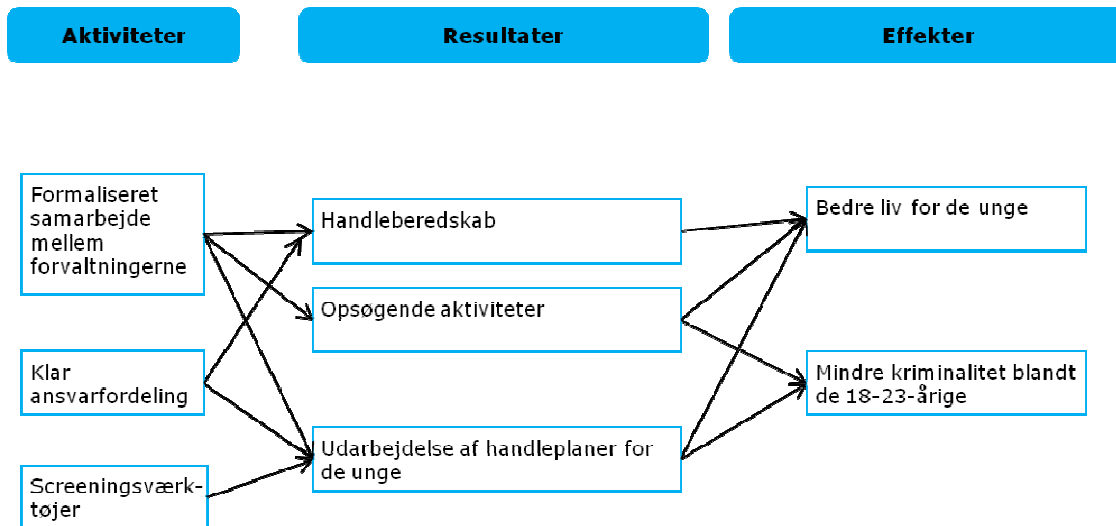 Aktiviteter
Resultater
Effekter
Formaliseret
samarbejde
mellem
forvaltningerne
Klar
ansvarfordeling
Screeningsværk-
tøjer
Handleberedskab
Opsøgende aktiviteter
Udarbejdelse af handleplaner for
de unge
Bedre liv for de unge
Mindre kriminalitet blandt
de 18-23-årige